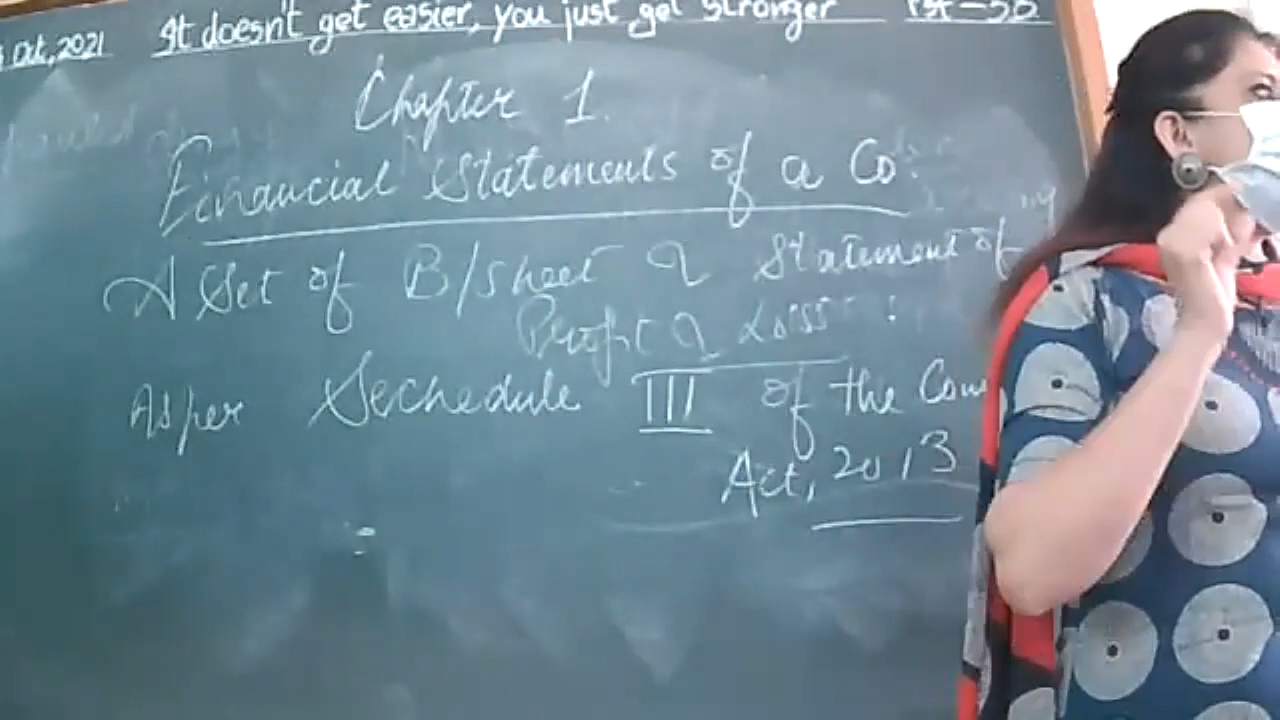 Oct, 2021 It doesn't get easier, you just get stronger
Chapter 1.
Financial Statements of a Co.
A Set of B/Sheet & Statement of
Profit & Loss :
As per Sechedule III of the Com
Act, 2013